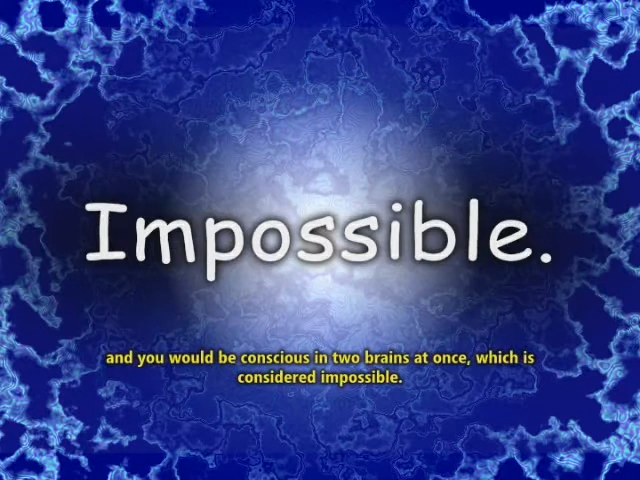 Impossible.
and you would be conscious in two brains at once, which is
considered impossible.